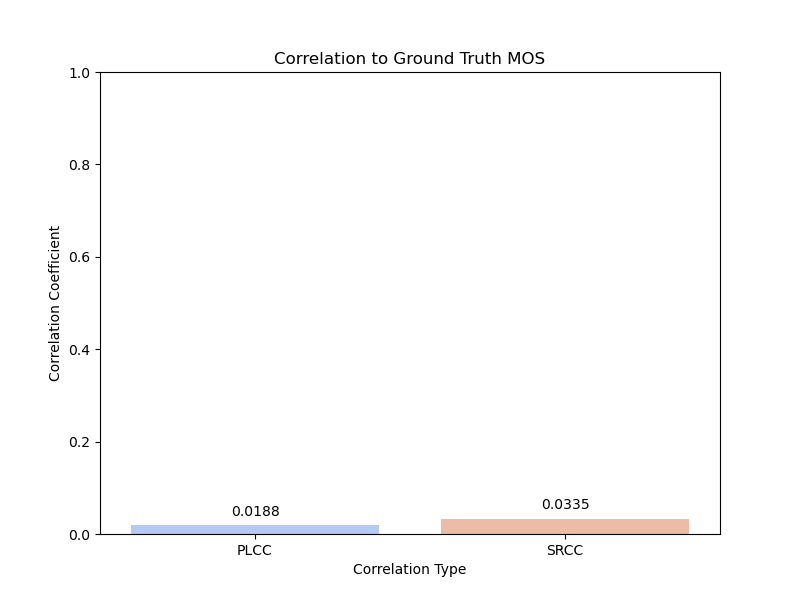 Correlation to Ground Truth MOS
1.0
0.8
0.6
0.4
0.2
0.0
Correlation Coefficient
0.0188
0.0335
PLCC
SRCC
Correlation Type